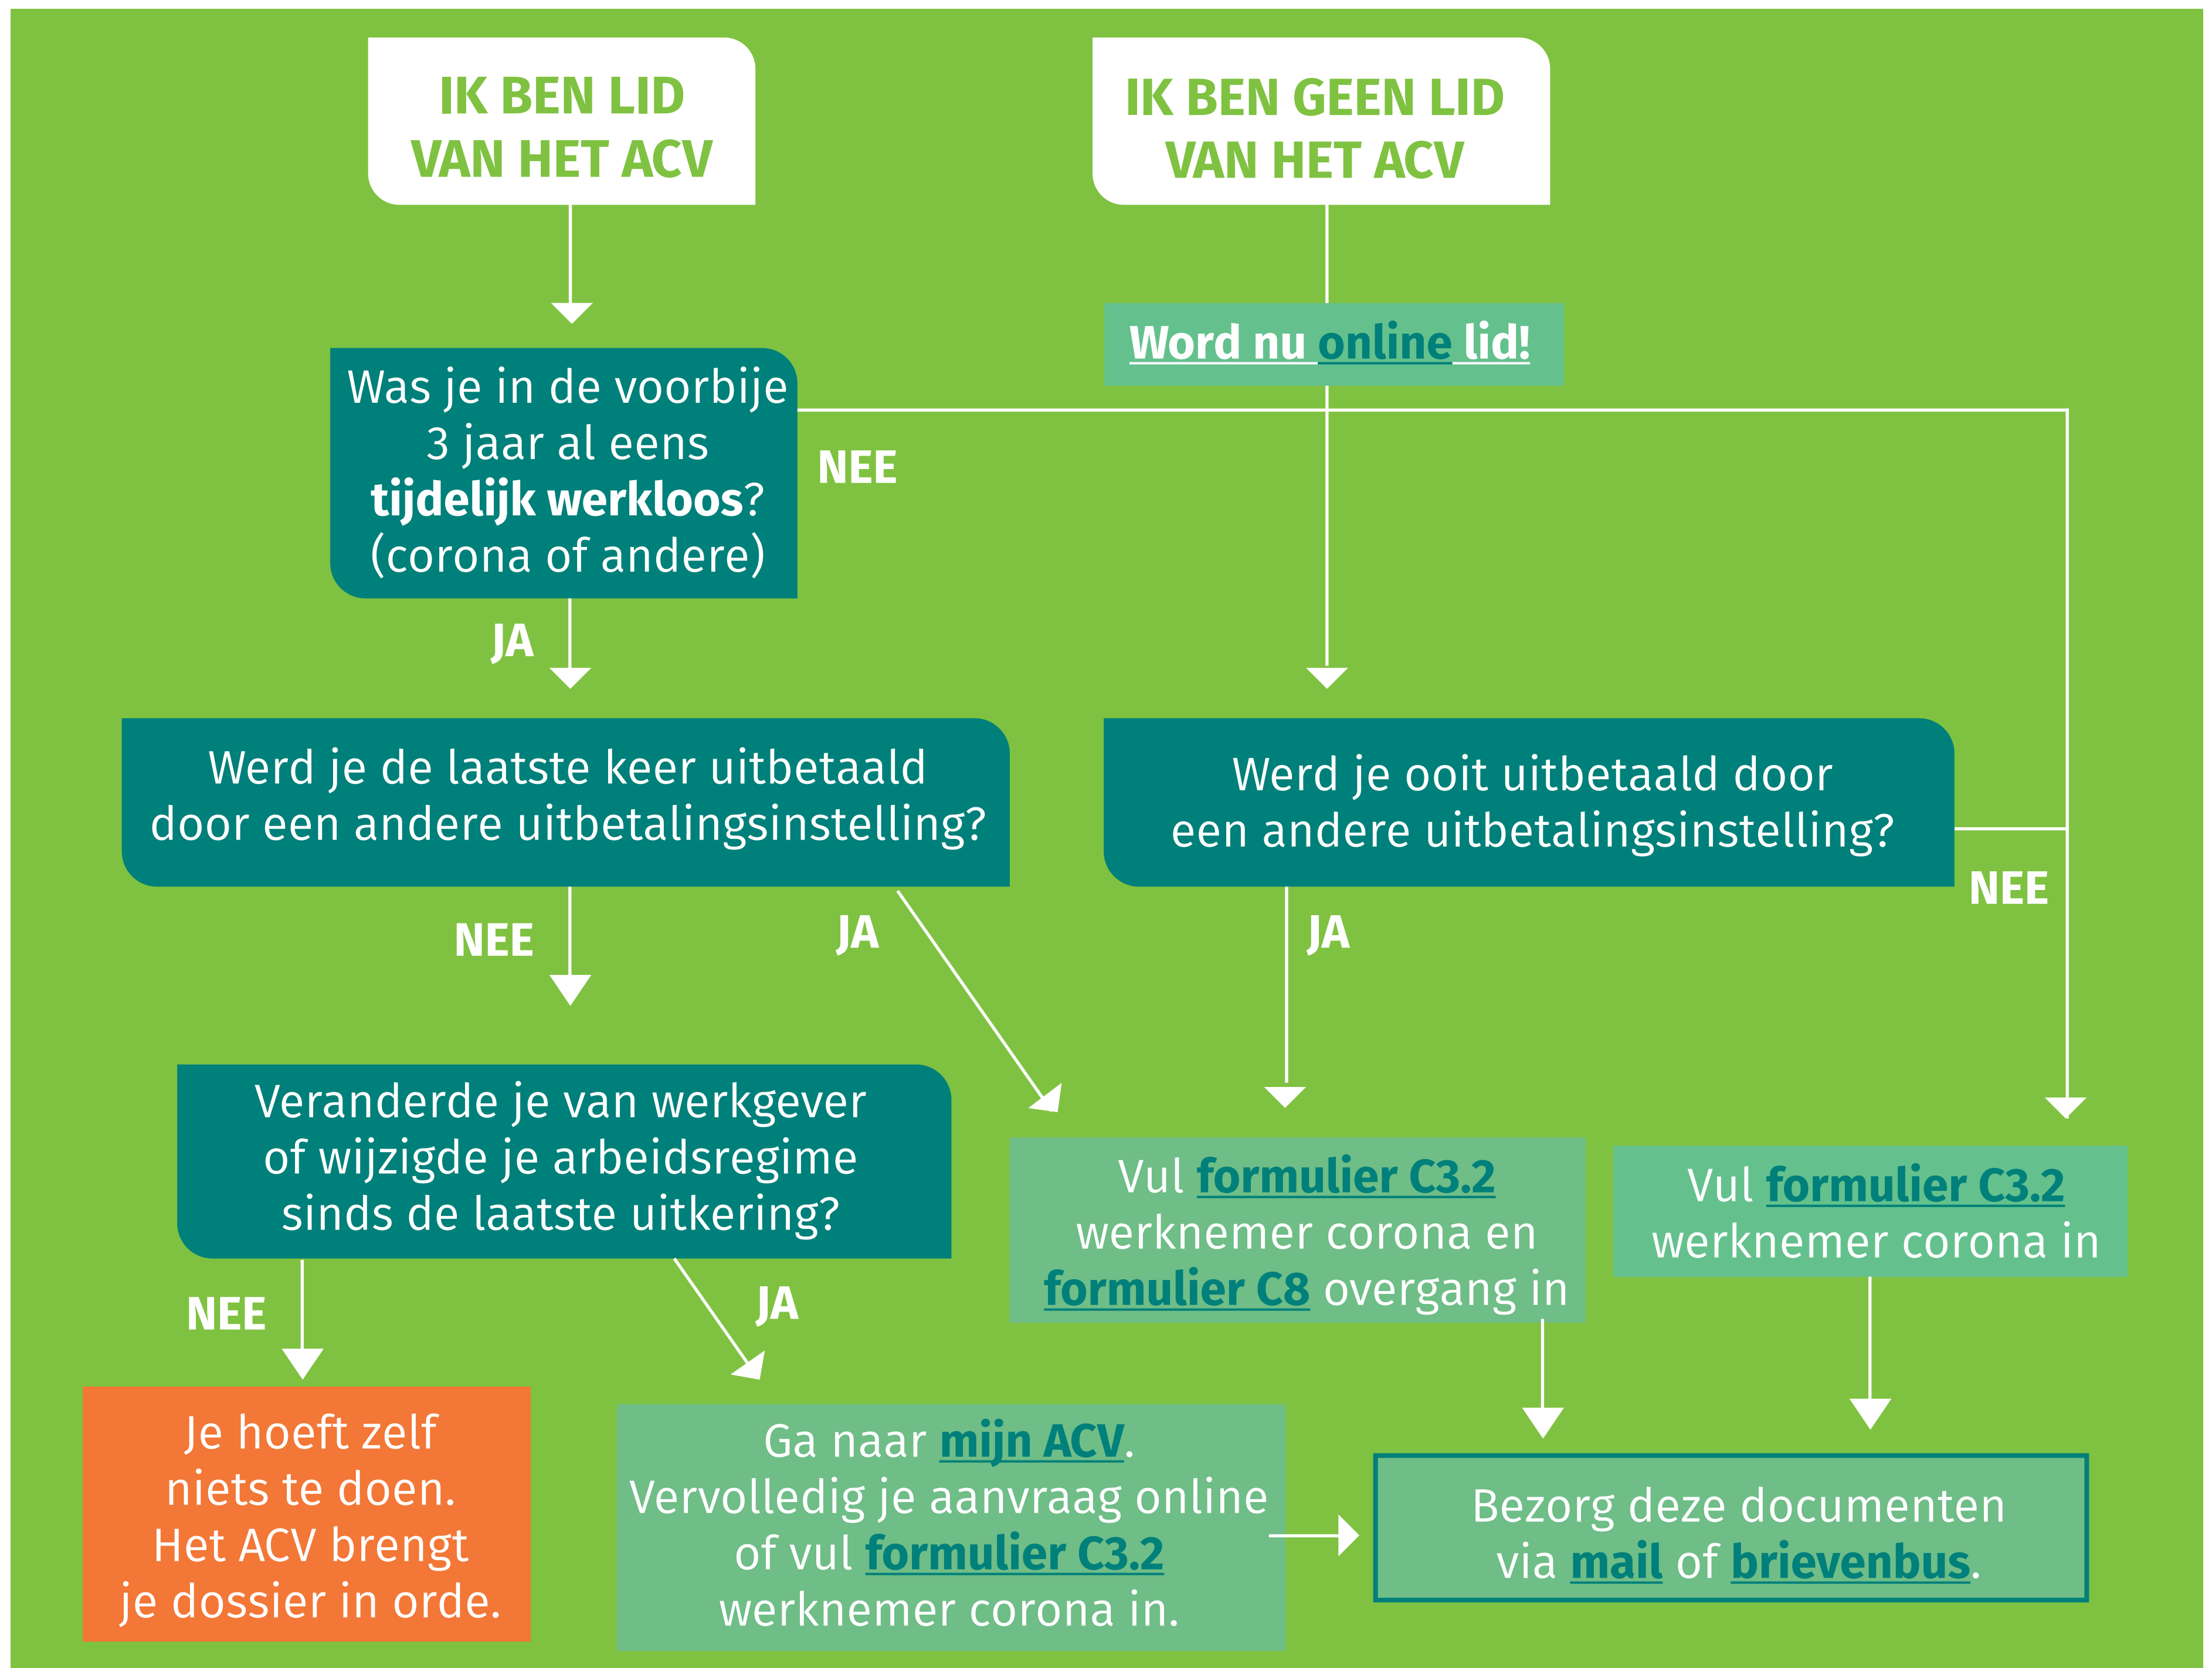 IK BEN LID
VAN HET ACV
IK BEN GEEN LID
VAN HET ACV
Word nu online lid!
Was je in de voorbije
3 jaar al eens
tijdelijk werkloos?
(corona of andere)
NEE
JA
Werd je de laatste keer uitbetaald
door een andere uitbetalingsinstelling?
Werd je ooit uitbetaald door
een andere uitbetalingsinstelling?
NEE
NEE
JA
JA
Veranderde je van werkgever
of wijzigde je arbeidsregime
sinds de laatste uitkering?
Vul formulier C3.2
werknemer corona en
formulier C8 overgang in
Vul formulier C3.2
werknemer corona in
NEE
JA
Je hoeft zelf
niets te doen.
Het ACV brengt
je dossier in orde.
Ga naar mijn ACV.
Vervolledig je aanvraag online
of vul formulier C3.2
werknemer corona in.
Bezorg deze documenten
via mail of brievenbus.